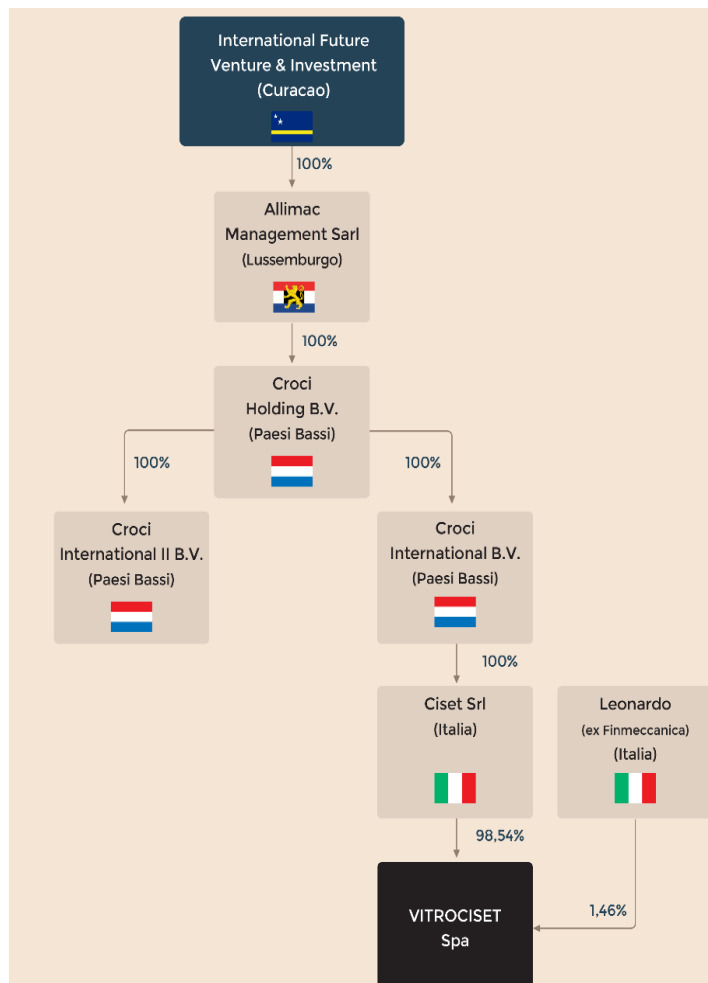 International Future
Venture & Investment
(Curacao)
100%
Allimac
Management Sarl
(Lussemburgo)
100%
Croci
Holding B.V.
(Paesi Bassi)
100%
100%
Croci
International II B.V.
(Paesi Bassi)
Croci
International B.V.
(Paesi Bassi)
100%
Ciset Srl
(Italia)
Leonardo
(ex Finmeccanica)
(Italia)
98,54%
1,46%
VITROCISET
Spa